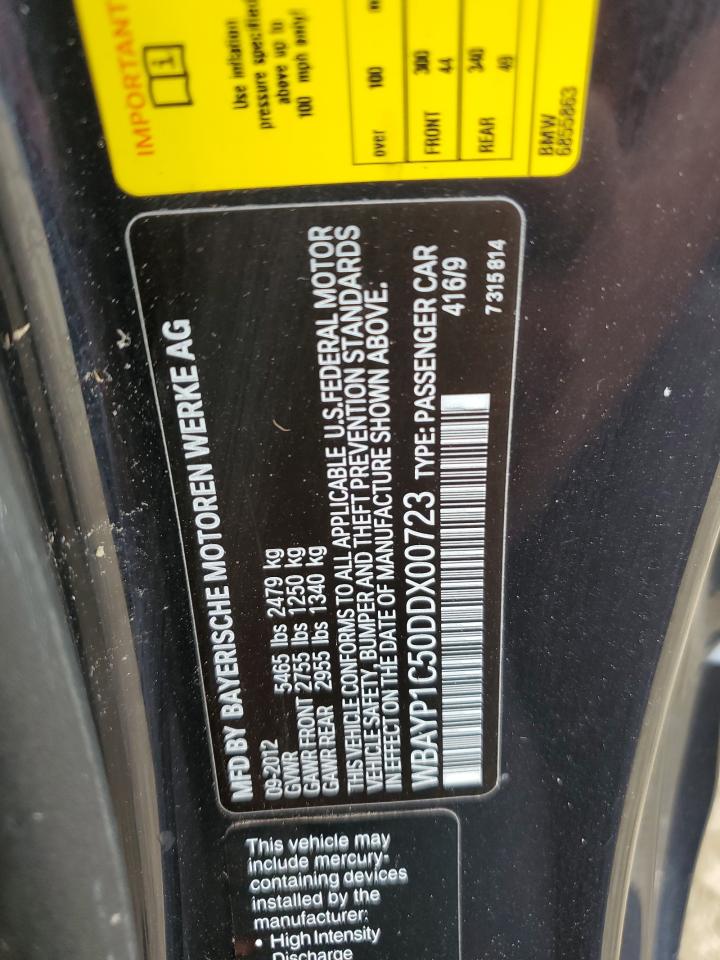 IMPORTANT
Use inflation
pressure specified
above up to
100 mph only!
over 100
FRONT 300 44
REAR 340 49
BMW
6855863
MFD BY BAYERISCHE MOTOREN WERKE AG
09-2012
GVWR 5465 lbs 2479 kg
GAWR FRONT 2755 lbs 1250 kg
GAWR REAR 2955 lbs 1340 kg
THIS VEHICLE CONFORMS TO ALL APPLICABLE U.S. FEDERAL MOTOR
VEHICLE SAFETY, BUMPER AND THEFT PREVENTION STANDARDS
IN EFFECT ON THE DATE OF MANUFACTURE SHOWN ABOVE.
WBAYP1C50DDX00723 TYPE: PASSENGER CAR
416/9
7 315 814
This vehicle may
include mercury-
containing devices
installed by the
manufacturer:
• High Intensity
Discharge